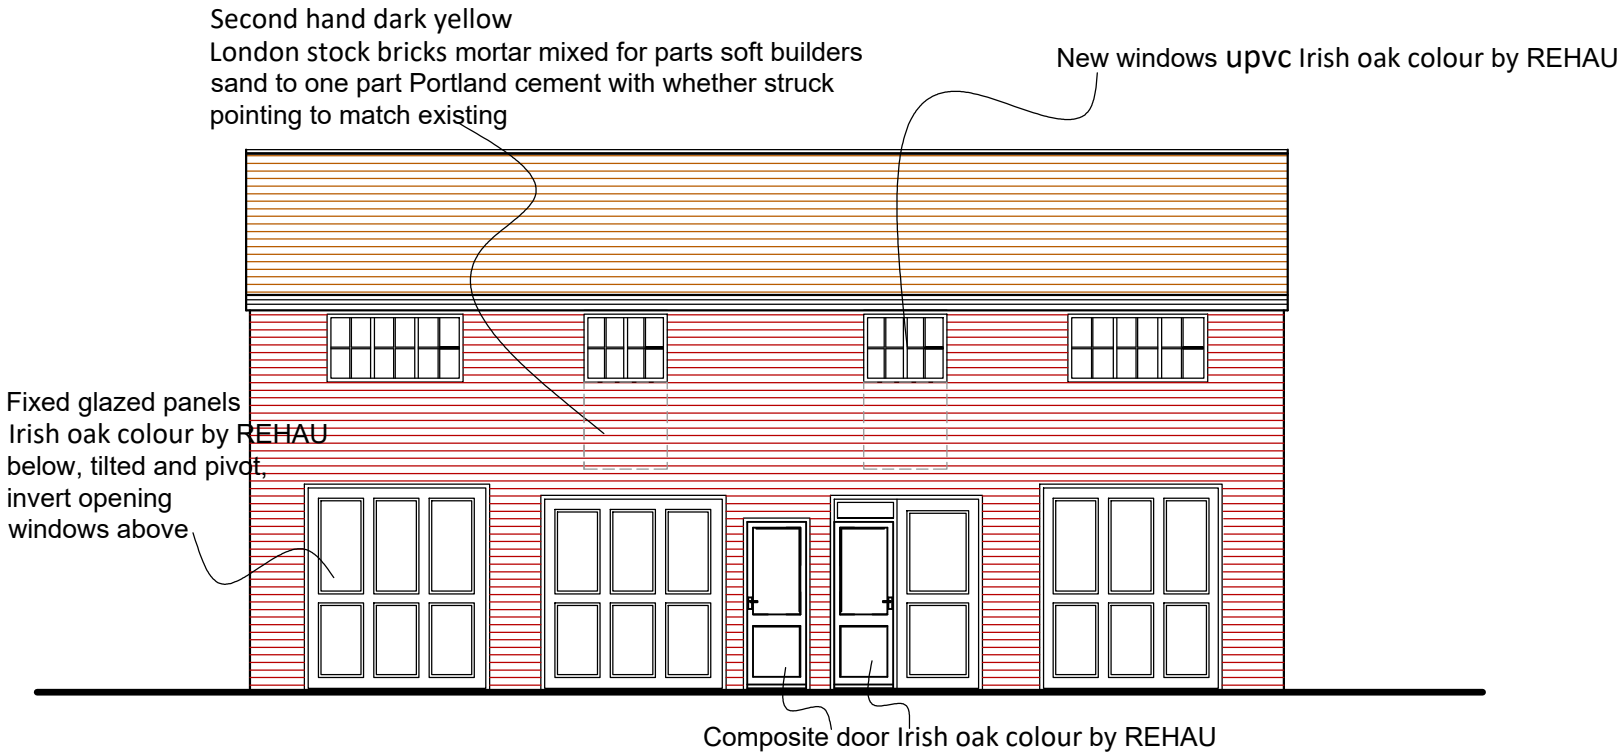 Second hand dark yellow
London stock bricks mortar mixed for parts soft builders
sand to one part Portland cement with whether struck
pointing to match existing
New windows upvc Irish oak colour by REHAU
Fixed glazed panels
Irish oak colour by REHAU
below, tilted and pivot,
invert opening
windows above
Composite door Irish oak colour by REHAU